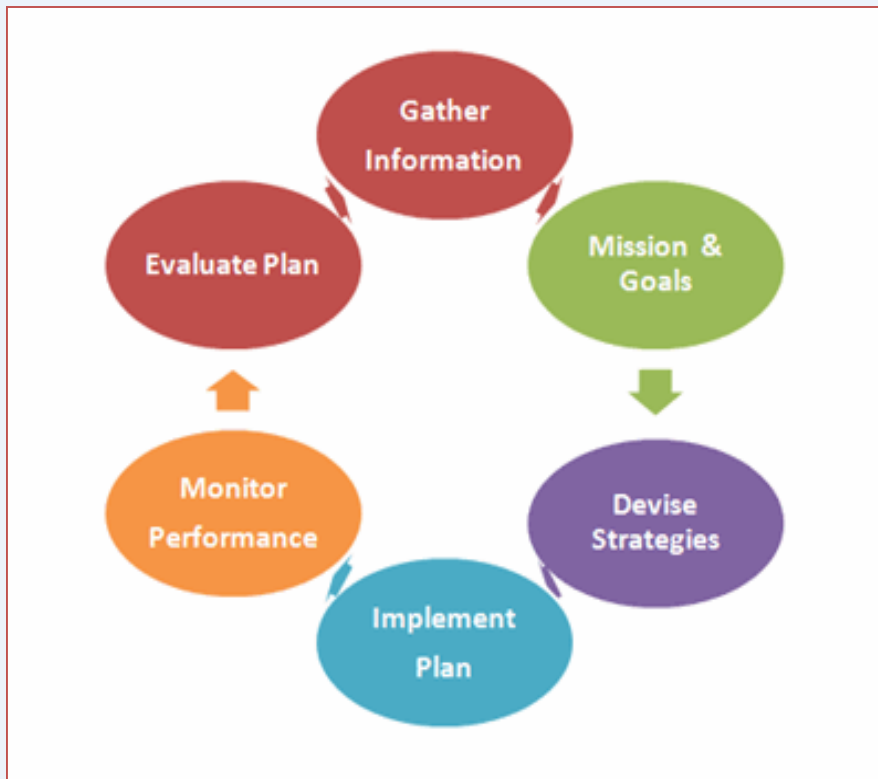 Gather
Information
Mission & 
Goals
Devise
Strategies
Implement
Plan
Monitor
Performance
Evaluate Plan